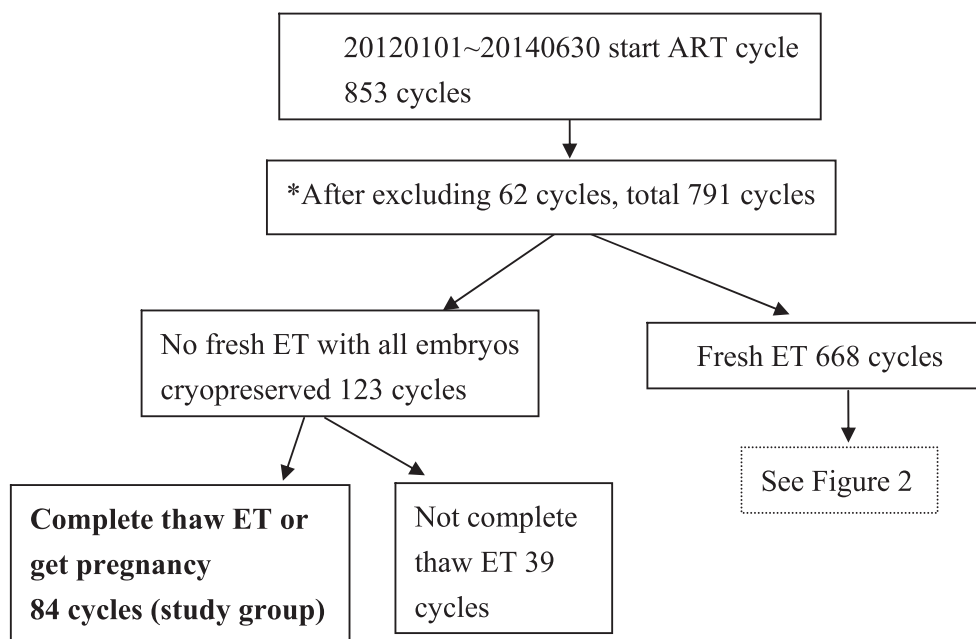 20120101~20140630 start ART cycle
853 cycles
*After excluding 62 cycles, total 791 cycles
No fresh ET with all embryos
cryopreserved 123 cycles
Fresh ET 668 cycles
See Figure 2
Complete thaw ET or
get pregnancy
84 cycles (study group)
Not complete
thaw ET 39
cycles